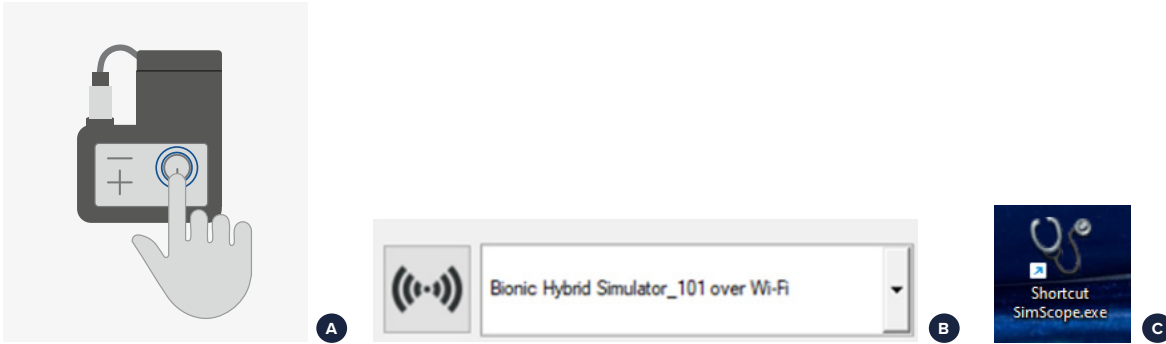 A
Bionic Hybrid Simulator_101 over Wi-Fi
B
Shortcut
SimScope.exe
C